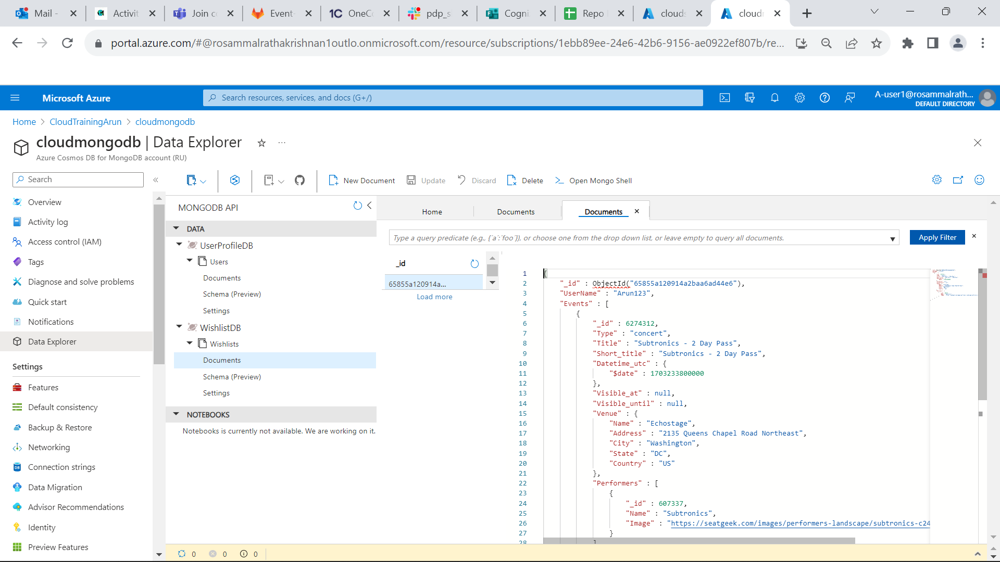 Mail -
Activit
Join c
Event-
OneCo
pdp_s
Cogni
Repo
clouds
cloudr
portal.azure.com/#@rosammalrathakrishnan1outlo.onmicrosoft.com/resource/subscriptions/1ebb89ee-24e6-42b6-9156-ae0922ef807b/re...
Microsoft Azure
Search resources, services, and docs (G+/)
A-user1@rosammalrath...
DEFAULT DIRECTORY
Home > CloudTrainingArun > cloudmongodb
cloudmongodb | Data Explorer
Azure Cosmos DB for MongoDB account (RU)
Search
Overview
Activity log
Access control (IAM)
Tags
Diagnose and solve problems
Quick start
Notifications
Data Explorer
Settings
Features
Default consistency
Backup & Restore
Networking
Connection strings
Data Migration
Advisor Recommendations
Identity
Preview Features
New Document
Update
Discard
Delete
Open Mongo Shell
MONGODB API
DATA
UserProfileDB
Users
Documents
Schema (Preview)
Settings
WishlistDB
Wishlists
Documents
Schema (Preview)
Settings
NOTEBOOKS
Notebooks is currently not available. We are working on it.
Home
Documents
Documents
Type a query predicate (e.g., {´a´:´foo´}), or choose one from the drop down list, or leave empty to query all documents.
Apply Filter
_id
65855a120914a...
Load more
1 {
2 "_id" : ObjectId("65855a120914a2baa6ad44e6"),
3 "UserName" : "Arun123",
4 "Events" : [
5 {
6 "_id" : 6274312,
7 "Type" : "concert",
8 "Title" : "Subtronics - 2 Day Pass",
9 "Short_title" : "Subtronics - 2 Day Pass",
10 "Datetime_utc" : {
11 "$date" : 1703233800000
12 },
13 "Visible_at" : null,
14 "Visible_until" : null,
15 "Venue" : {
16 "Name" : "Echostage",
17 "Address" : "2135 Queens Chapel Road Northeast",
18 "City" : "Washington",
19 "State" : "DC",
20 "Country" : "US"
21 },
22 "Performers" : [
23 {
24 "_id" : 607337,
25 "Name" : "Subtronics",
26 "Image" : "https://seatgeek.com/images/performers-landscape/subtronics-c24
27 }
28 ]
0
0
0